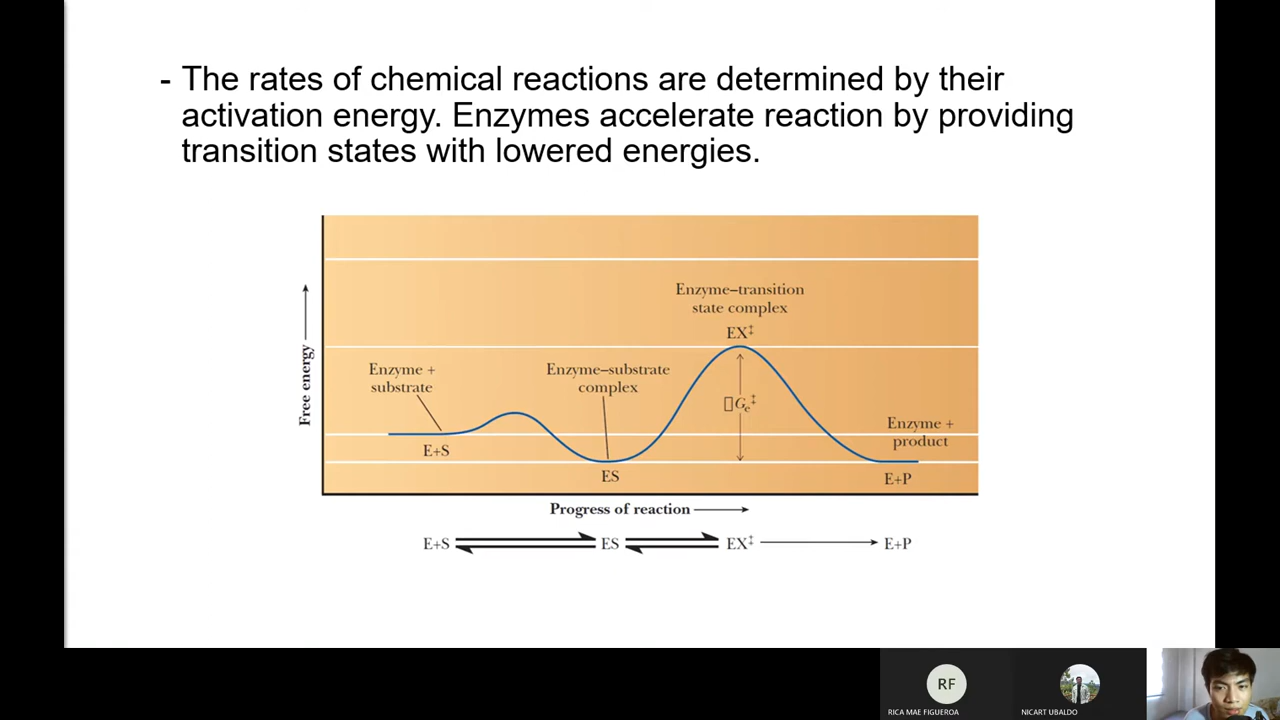 - The rates of chemical reactions are determined by their
activation energy. Enzymes accelerate reaction by providing
transition states with lowered energies.
Enzyme–transition
state complex
EX‡
Enzyme +
substrate
Enzyme–substrate
complex
□Ge‡
Enzyme +
product
E+S
ES
E+P
Free energy
Progress of reaction
E+S ES EX‡ E+P
RF
RICA MAE FIGUEROA
NICART UBALDO